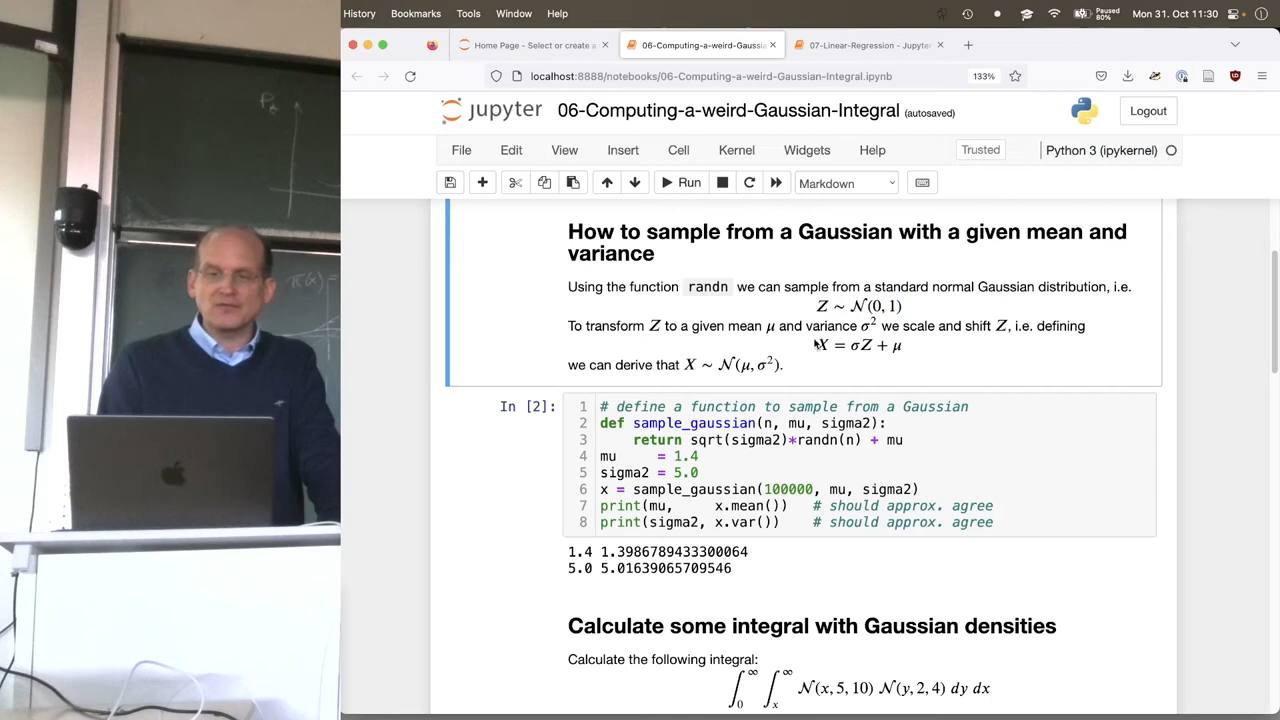 History Bookmarks Tools Window Help Paused 80% Mon 31. Oct 11:30
Home Page - Select or create a 06-Computing-a-weird-Gaussia 07-Linear-Regression - Jupyter
localhost:8888/notebooks/06-Computing-a-weird-Gaussian-Integral.ipynb 133%
jupyter 06-Computing-a-weird-Gaussian-Integral (autosaved) Logout
File Edit View Insert Cell Kernel Widgets Help Trusted Python 3 (ipykernel)
Run Markdown
How to sample from a Gaussian with a given mean and
variance
Using the function randn we can sample from a standard normal Gaussian distribution, i.e.
Z ∼ 𝒩(0, 1)
To transform Z to a given mean μ and variance σ² we scale and shift Z, i.e. defining
X = σZ + μ
we can derive that X ∼ 𝒩(μ, σ²).
In [2]:
1 # define a function to sample from a Gaussian
2 def sample_gaussian(n, mu, sigma2):
3     return sqrt(sigma2)*randn(n) + mu
4 mu     = 1.4
5 sigma2 = 5.0
6 x = sample_gaussian(100000, mu, sigma2)
7 print(mu,     x.mean())   # should approx. agree
8 print(sigma2, x.var())   # should approx. agree
1.4 1.3986789433300064
5.0 5.01639065709546
Calculate some integral with Gaussian densities
Calculate the following integral:
∫₀^∞ ∫ₓ^∞ 𝒩(x, 5, 10) 𝒩(y, 2, 4) dy dx